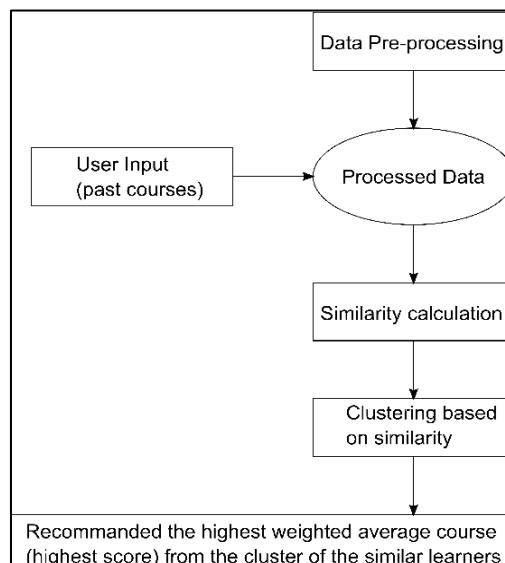 Data Pre-processing
User Input
(past courses)
Processed Data
Similarity calculation
Clustering based
on similarity
Recommanded the highest weighted average course
(highest score) from the cluster of the similar learners